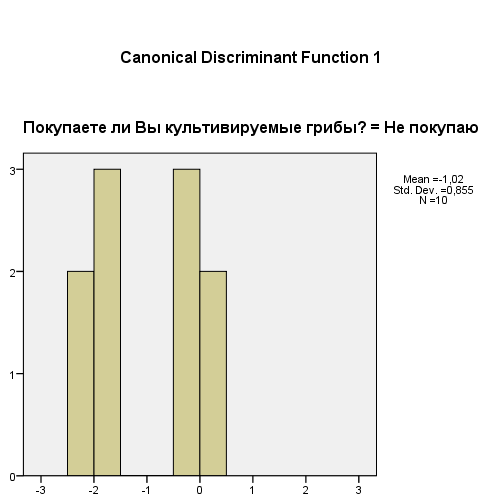 Canonical Discriminant Function 1
Покупаете ли Вы культивируемые грибы? = Не покупаю
Mean =-1,02
Std. Dev. =0,855
N =10
3
2
1
0
-3 -2 -1 0 1 2 3